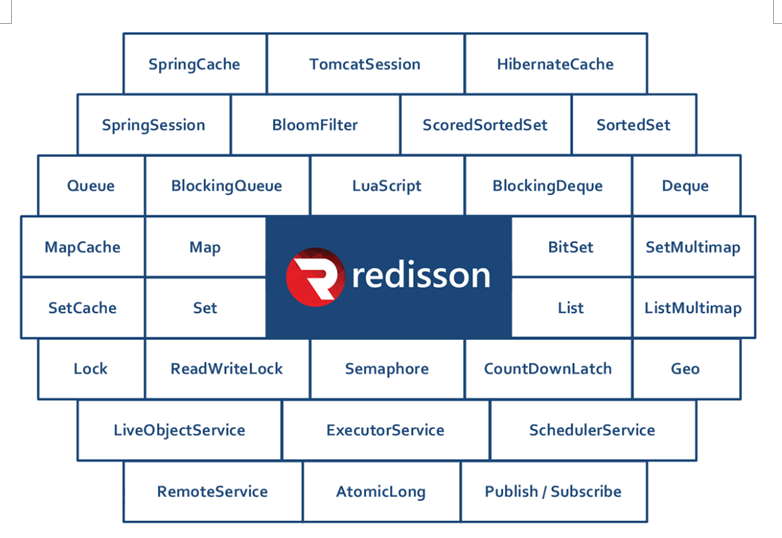 SpringCache TomcatSession HibernateCache
SpringSession BloomFilter ScoredSortedSet SortedSet
Queue BlockingQueue LuaScript BlockingDeque Deque
MapCache Map BitSet SetMultimap
redisson
SetCache Set List ListMultimap
Lock ReadWriteLock Semaphore CountDownLatch Geo
LiveObjectService ExecutorService SchedulerService
RemoteService AtomicLong Publish / Subscribe